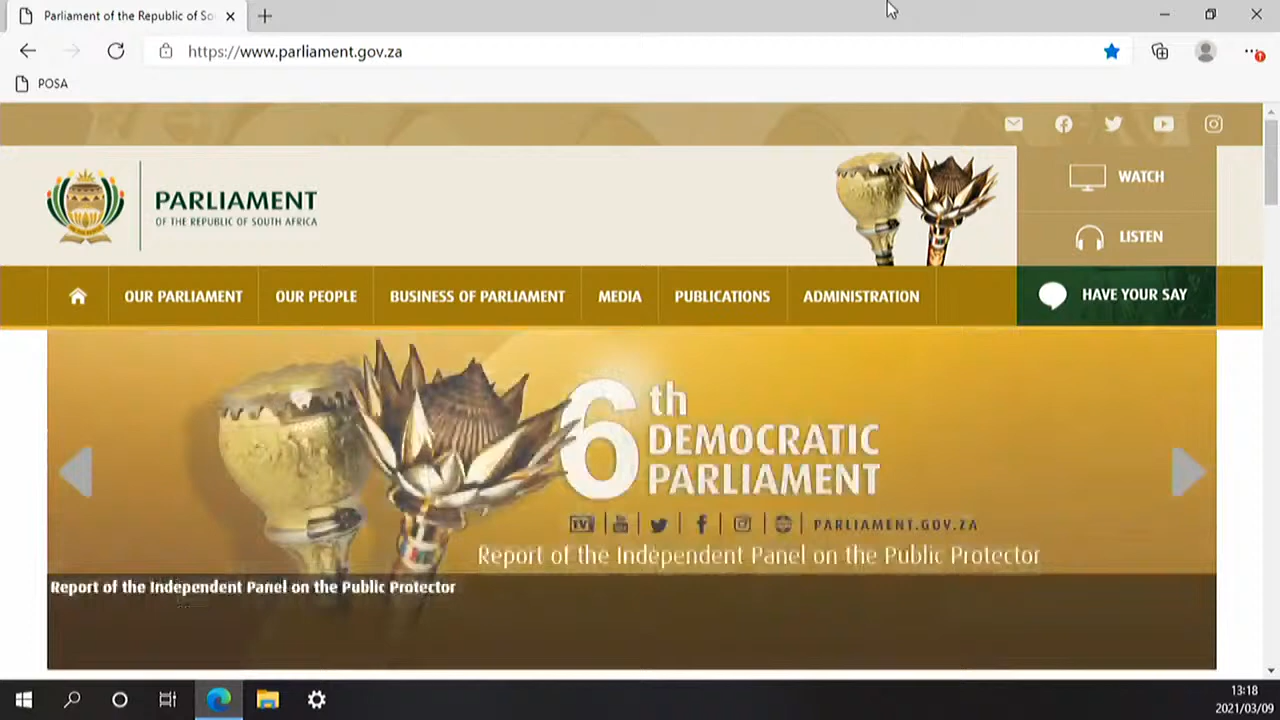 Parliament of the Republic of So
https://www.parliament.gov.za
POSA
PARLIAMENT
OF THE REPUBLIC OF SOUTH AFRICA
WATCH
LISTEN
OUR PARLIAMENT
OUR PEOPLE
BUSINESS OF PARLIAMENT
MEDIA
PUBLICATIONS
ADMINISTRATION
HAVE YOUR SAY
6th
DEMOCRATIC
PARLIAMENT
PARLIAMENT.GOV.ZA
Report of the Independent Panel on the Public Protector
Report of the Independent Panel on the Public Protector
13:18
2021/03/09